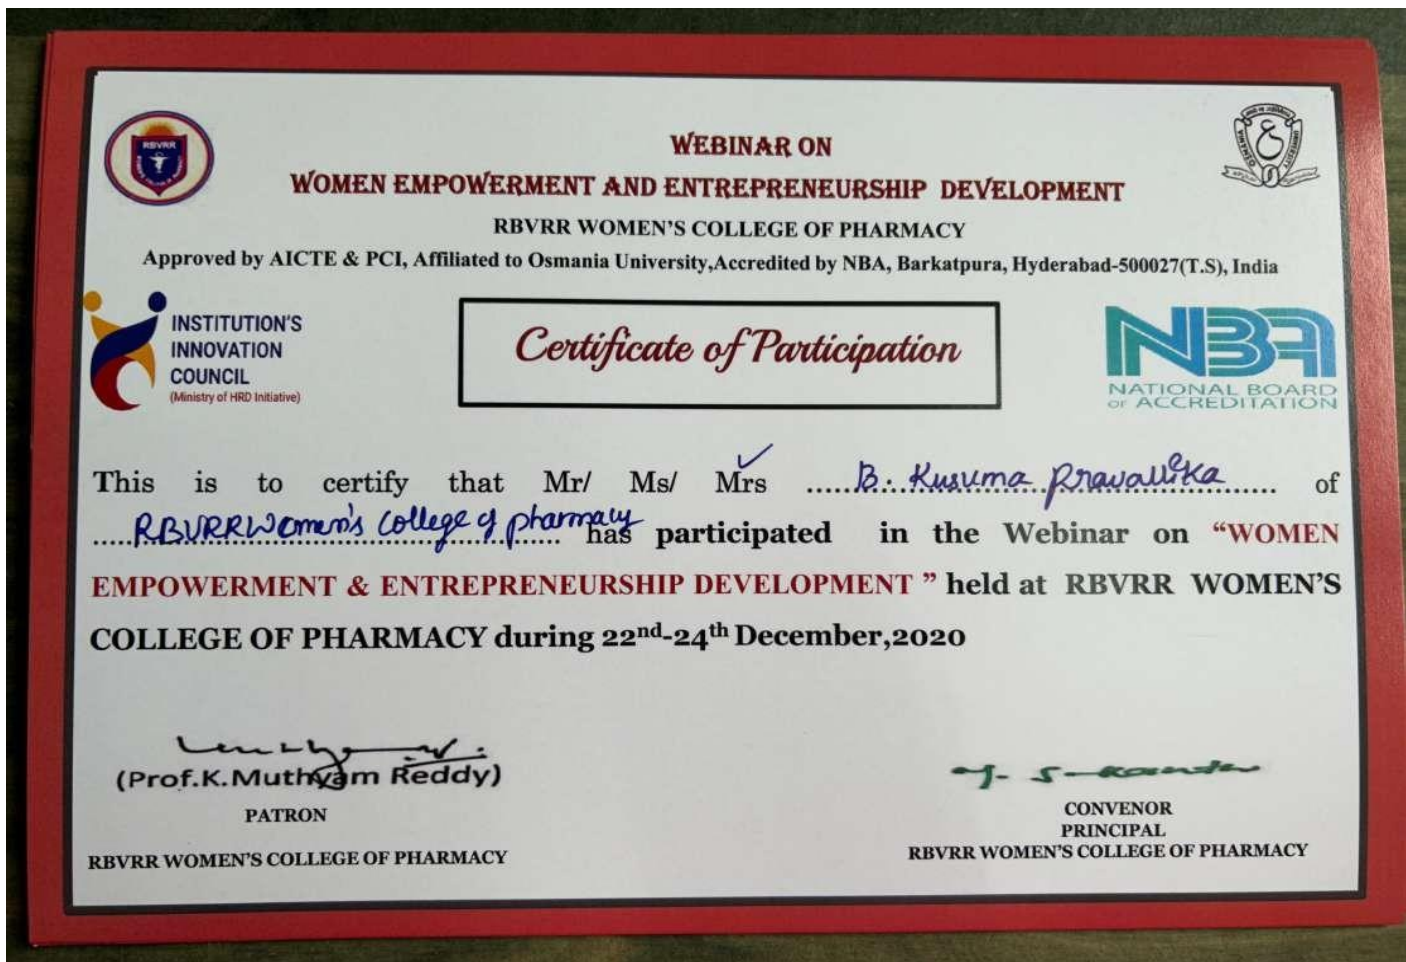 RBVRR
WEBINAR ON
WOMEN EMPOWERMENT AND ENTREPRENEURSHIP DEVELOPMENT
RBVRR WOMEN'S COLLEGE OF PHARMACY
Approved by AICTE & PCI, Affiliated to Osmania University,Accredited by NBA, Barkatpura, Hyderabad-500027(T.S), India
OSMANIA UNIVERSITY
INSTITUTION'S
INNOVATION
COUNCIL
(Ministry of HRD Initiative)
Certificate of Participation
NBA
NATIONAL BOARD
OF ACCREDITATION
This is to certify that Mr/ Ms/ Mrs ✓ ......B. Kusuma Pravallika...... of
.....RBVRR Women's College of pharmacy..... has participated in the Webinar on “WOMEN
EMPOWERMENT & ENTREPRENEURSHIP DEVELOPMENT ” held at RBVRR WOMEN'S
COLLEGE OF PHARMACY during 22nd-24th December,2020
(Prof.K.Muthyam Reddy)
PATRON
RBVRR WOMEN'S COLLEGE OF PHARMACY
CONVENOR
PRINCIPAL
RBVRR WOMEN'S COLLEGE OF PHARMACY